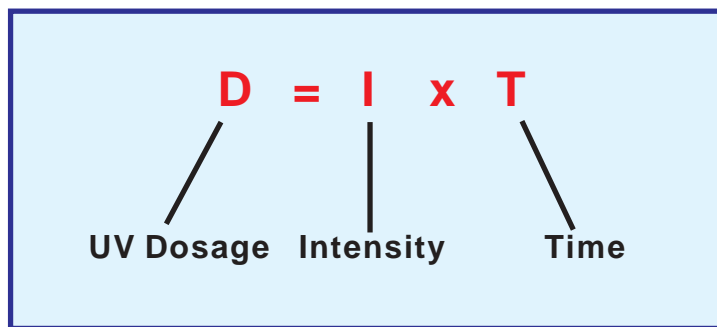 D = I x T
UV Dosage Intensity Time